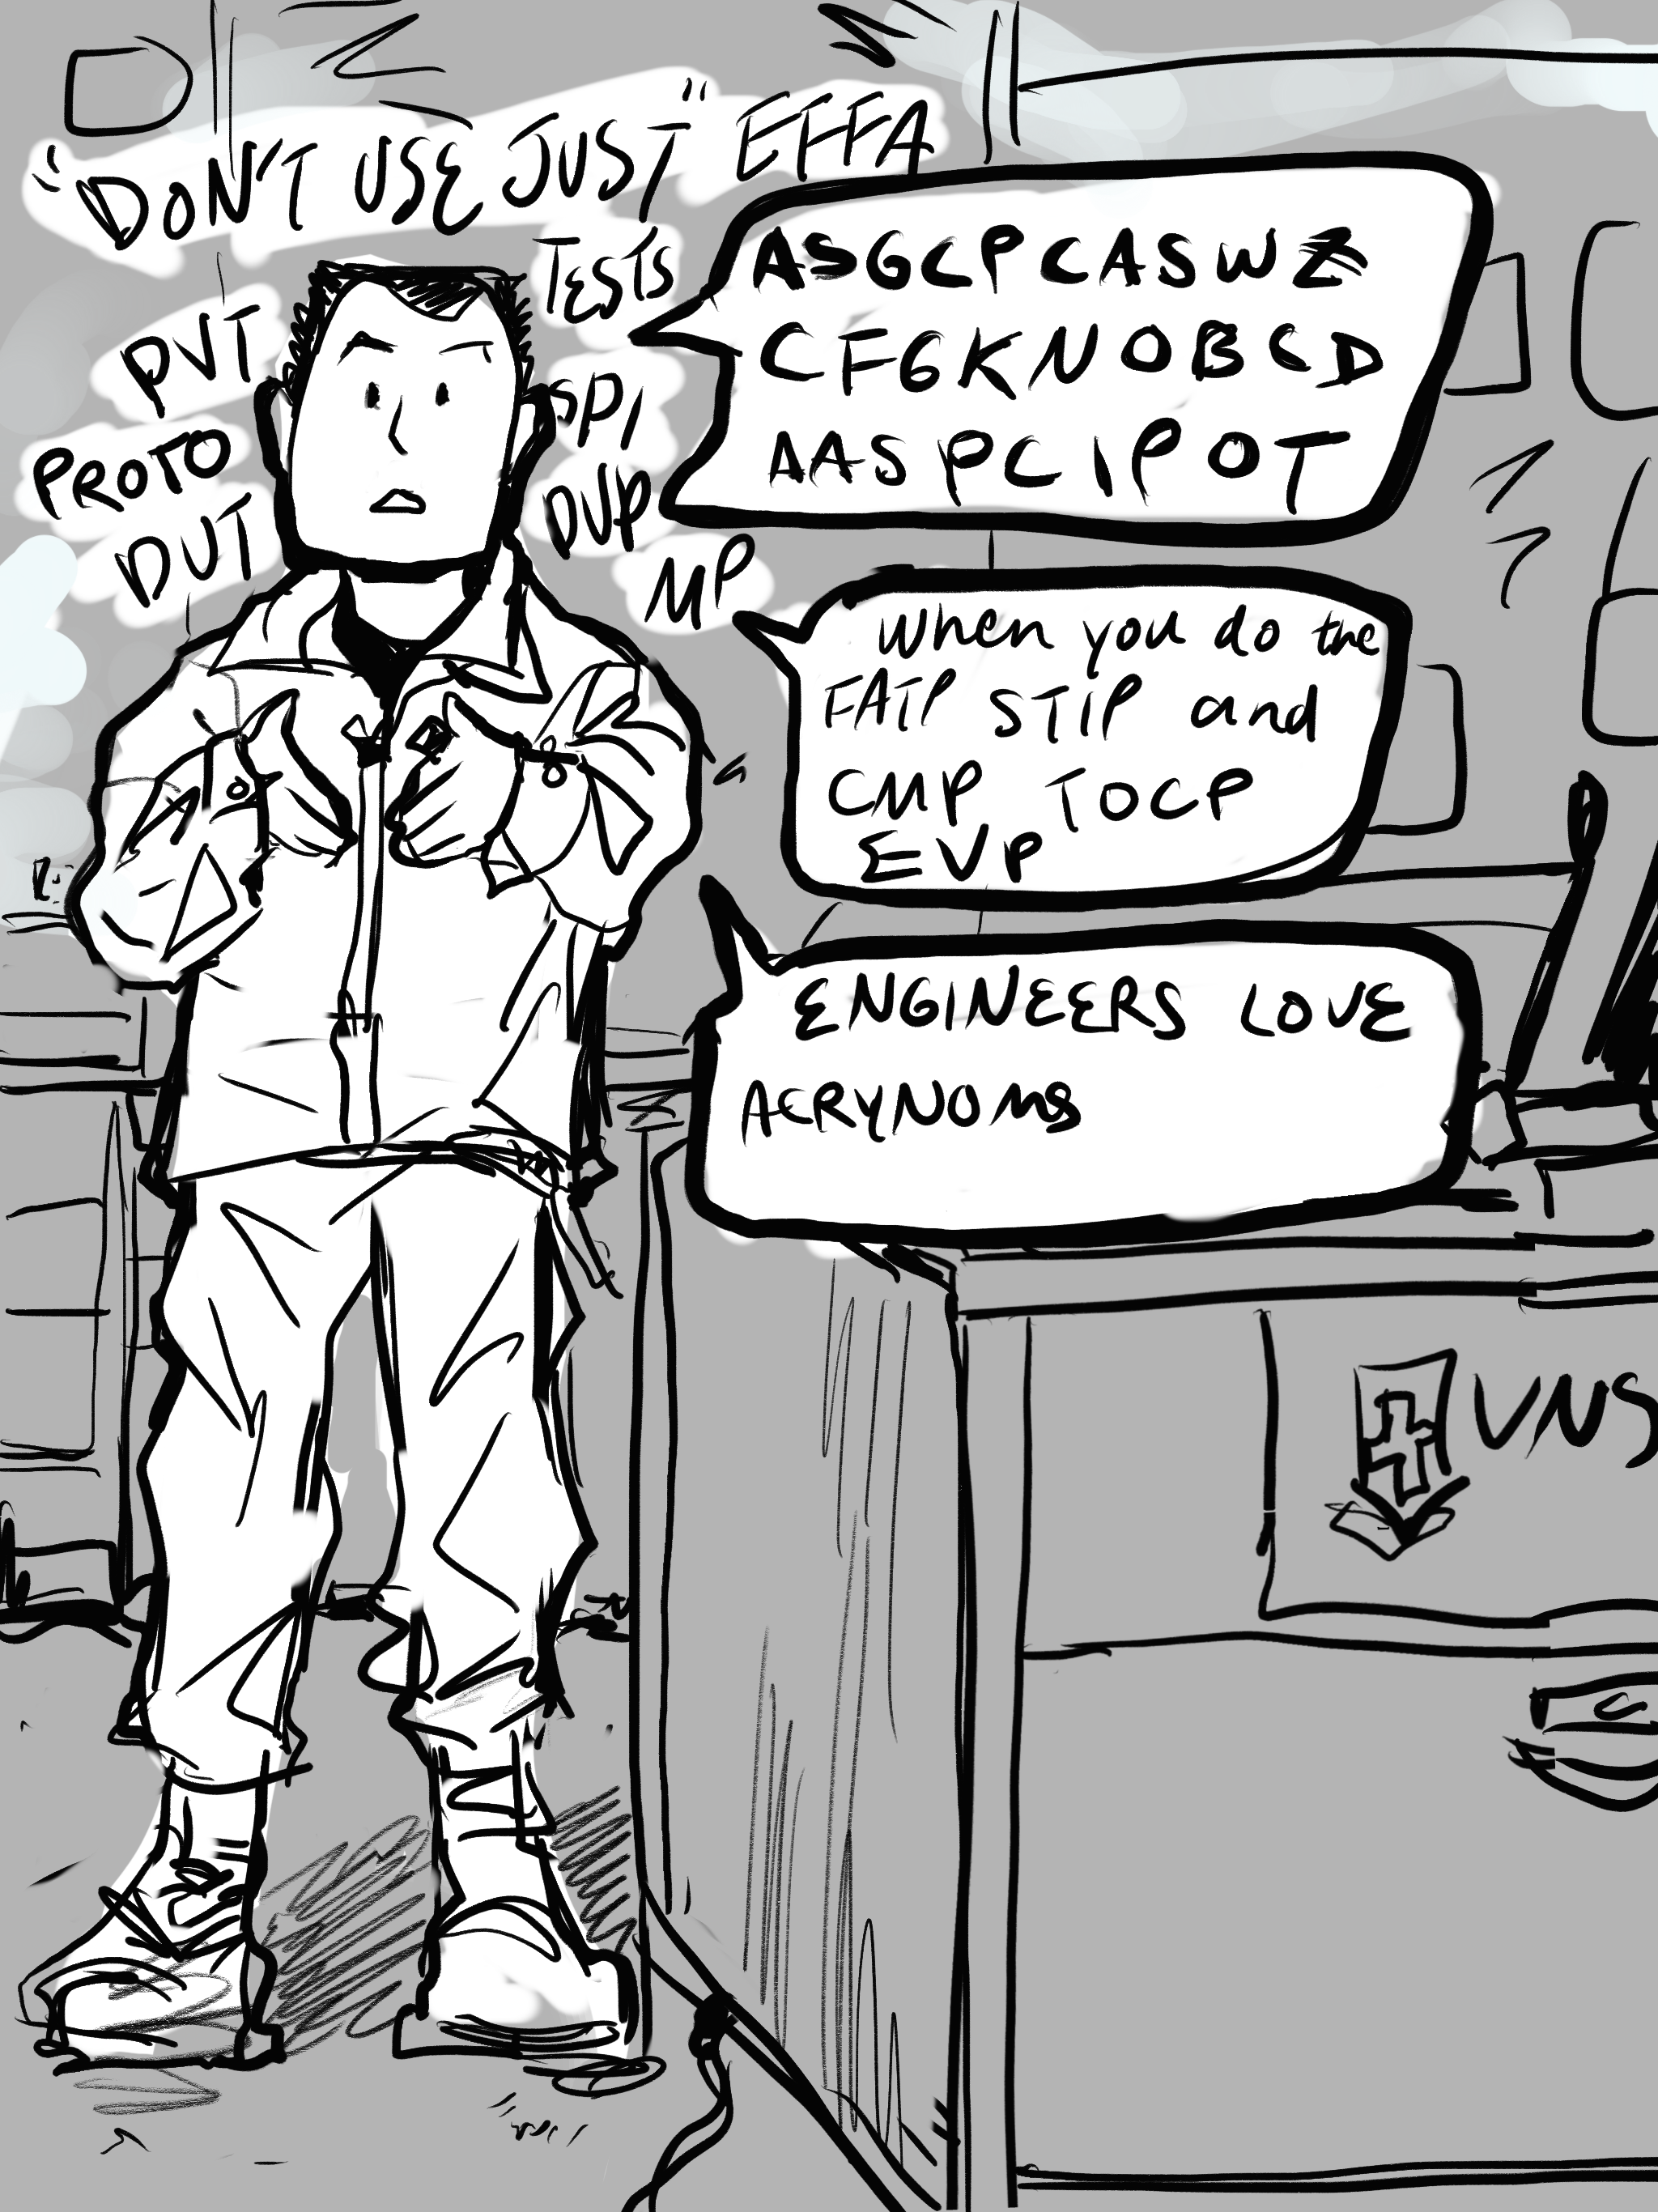 "DON'T USE JUST" EFFA
TESTS
PVT
SPI
PROTO
DVP
DUT
MP
ASGCPCASWZ
CFGKNOBCD
AASPCIPOT
When you do the
FATP STIP and
CMP TOCP
EVP
ENGINEERS LOVE
ACRYNOMS
UNS